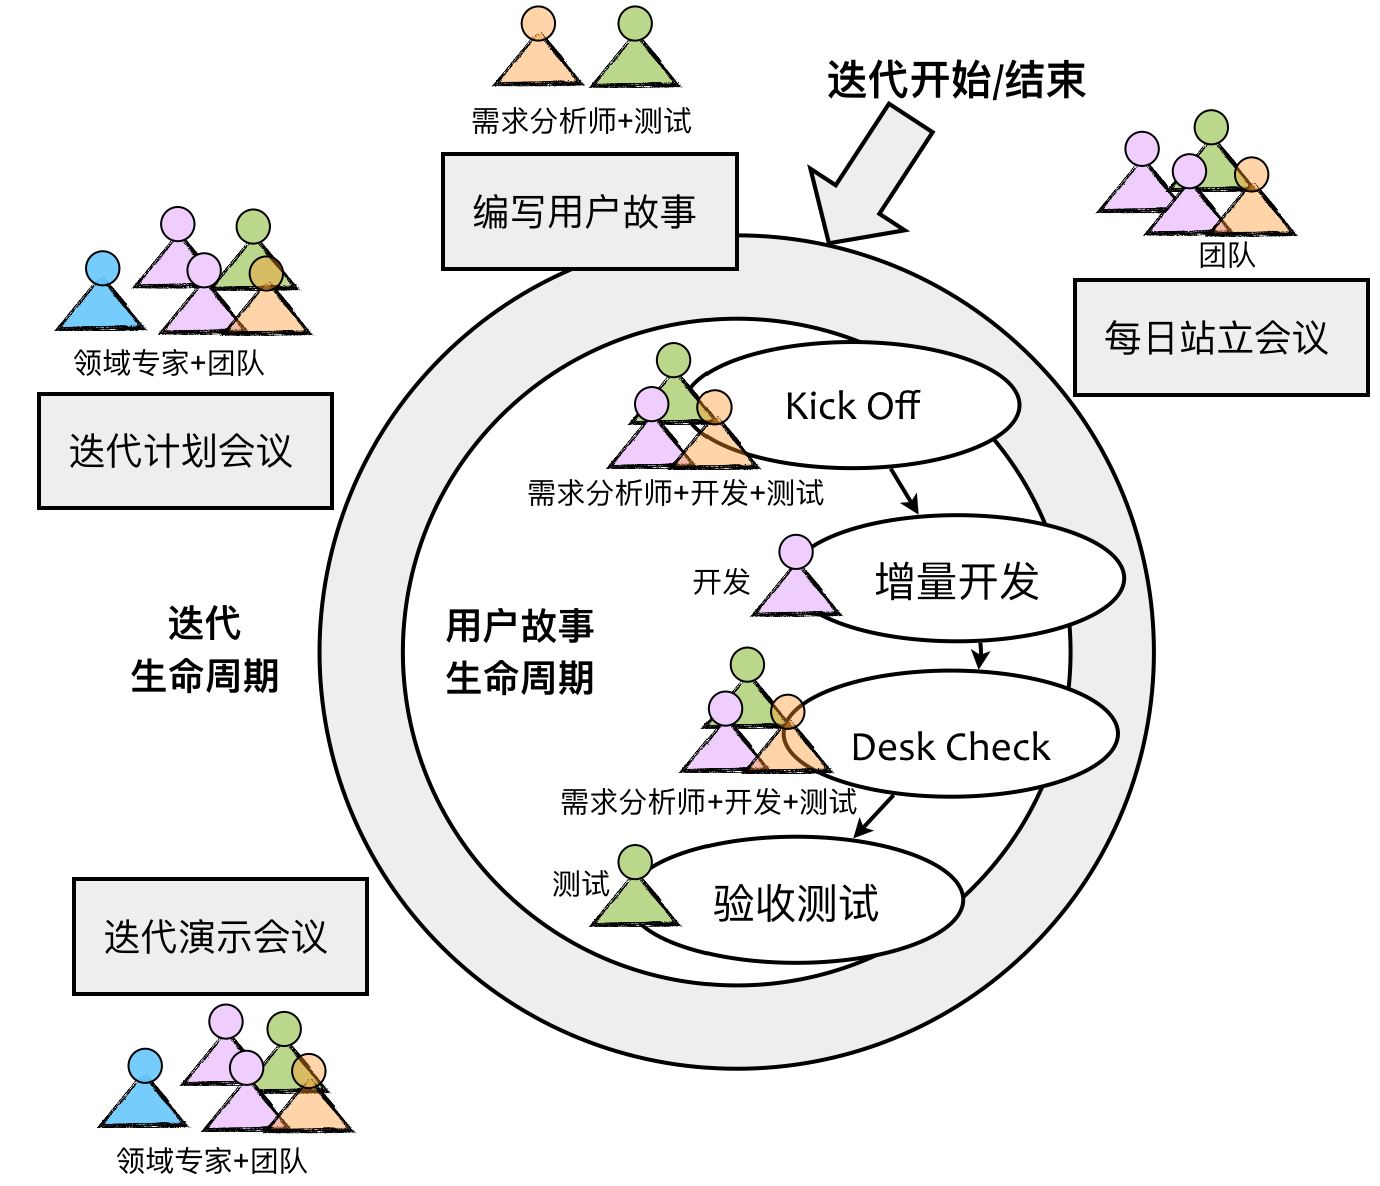 迭代开始/结束
需求分析师+测试
编写用户故事
团队
每日站立会议
领域专家+团队
迭代计划会议
Kick Off
需求分析师+开发+测试
开发
增量开发
迭代
生命周期
用户故事
生命周期
Desk Check
需求分析师+开发+测试
测试
验收测试
迭代演示会议
领域专家+团队